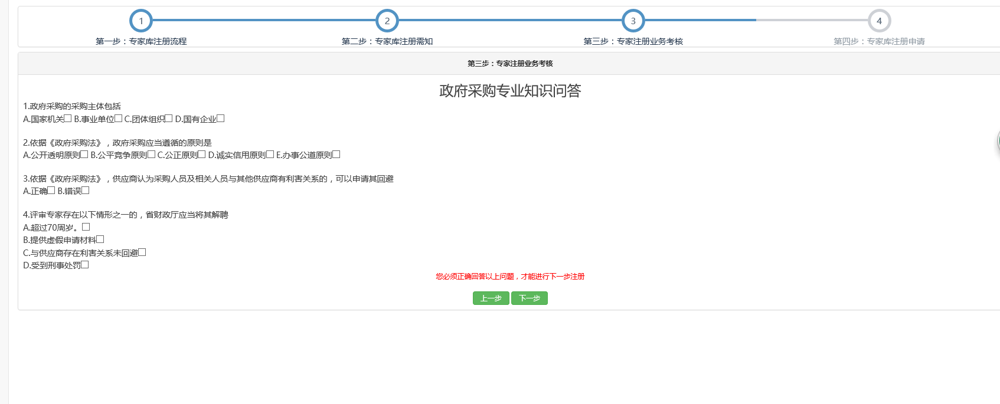 1
2
3
4
第一步：专家库注册流程
第二步：专家库注册需知
第三步：专家注册业务考核
第四步：专家库注册申请
第三步：专家注册业务考核
政府采购专业知识问答
1.政府采购的采购主体包括
A.国家机关□ B.事业单位□ C.团体组织□ D.国有企业□
2.依据《政府采购法》，政府采购应当遵循的原则是
A.公开透明原则□ B.公平竞争原则□ C.公正原则□ D.诚实信用原则□ E.办事公道原则□
3.依据《政府采购法》，供应商认为采购人员及相关人员与其他供应商有利害关系的，可以申请其回避
A.正确□ B.错误□
4.评审专家存在以下情形之一的，省财政厅应当将其解聘
A.超过70周岁。□
B.提供虚假申请材料□
C.与供应商存在利害关系未回避□
D.受到刑事处罚□
您必须正确回答以上问题，才能进行下一步注册
上一步 下一步